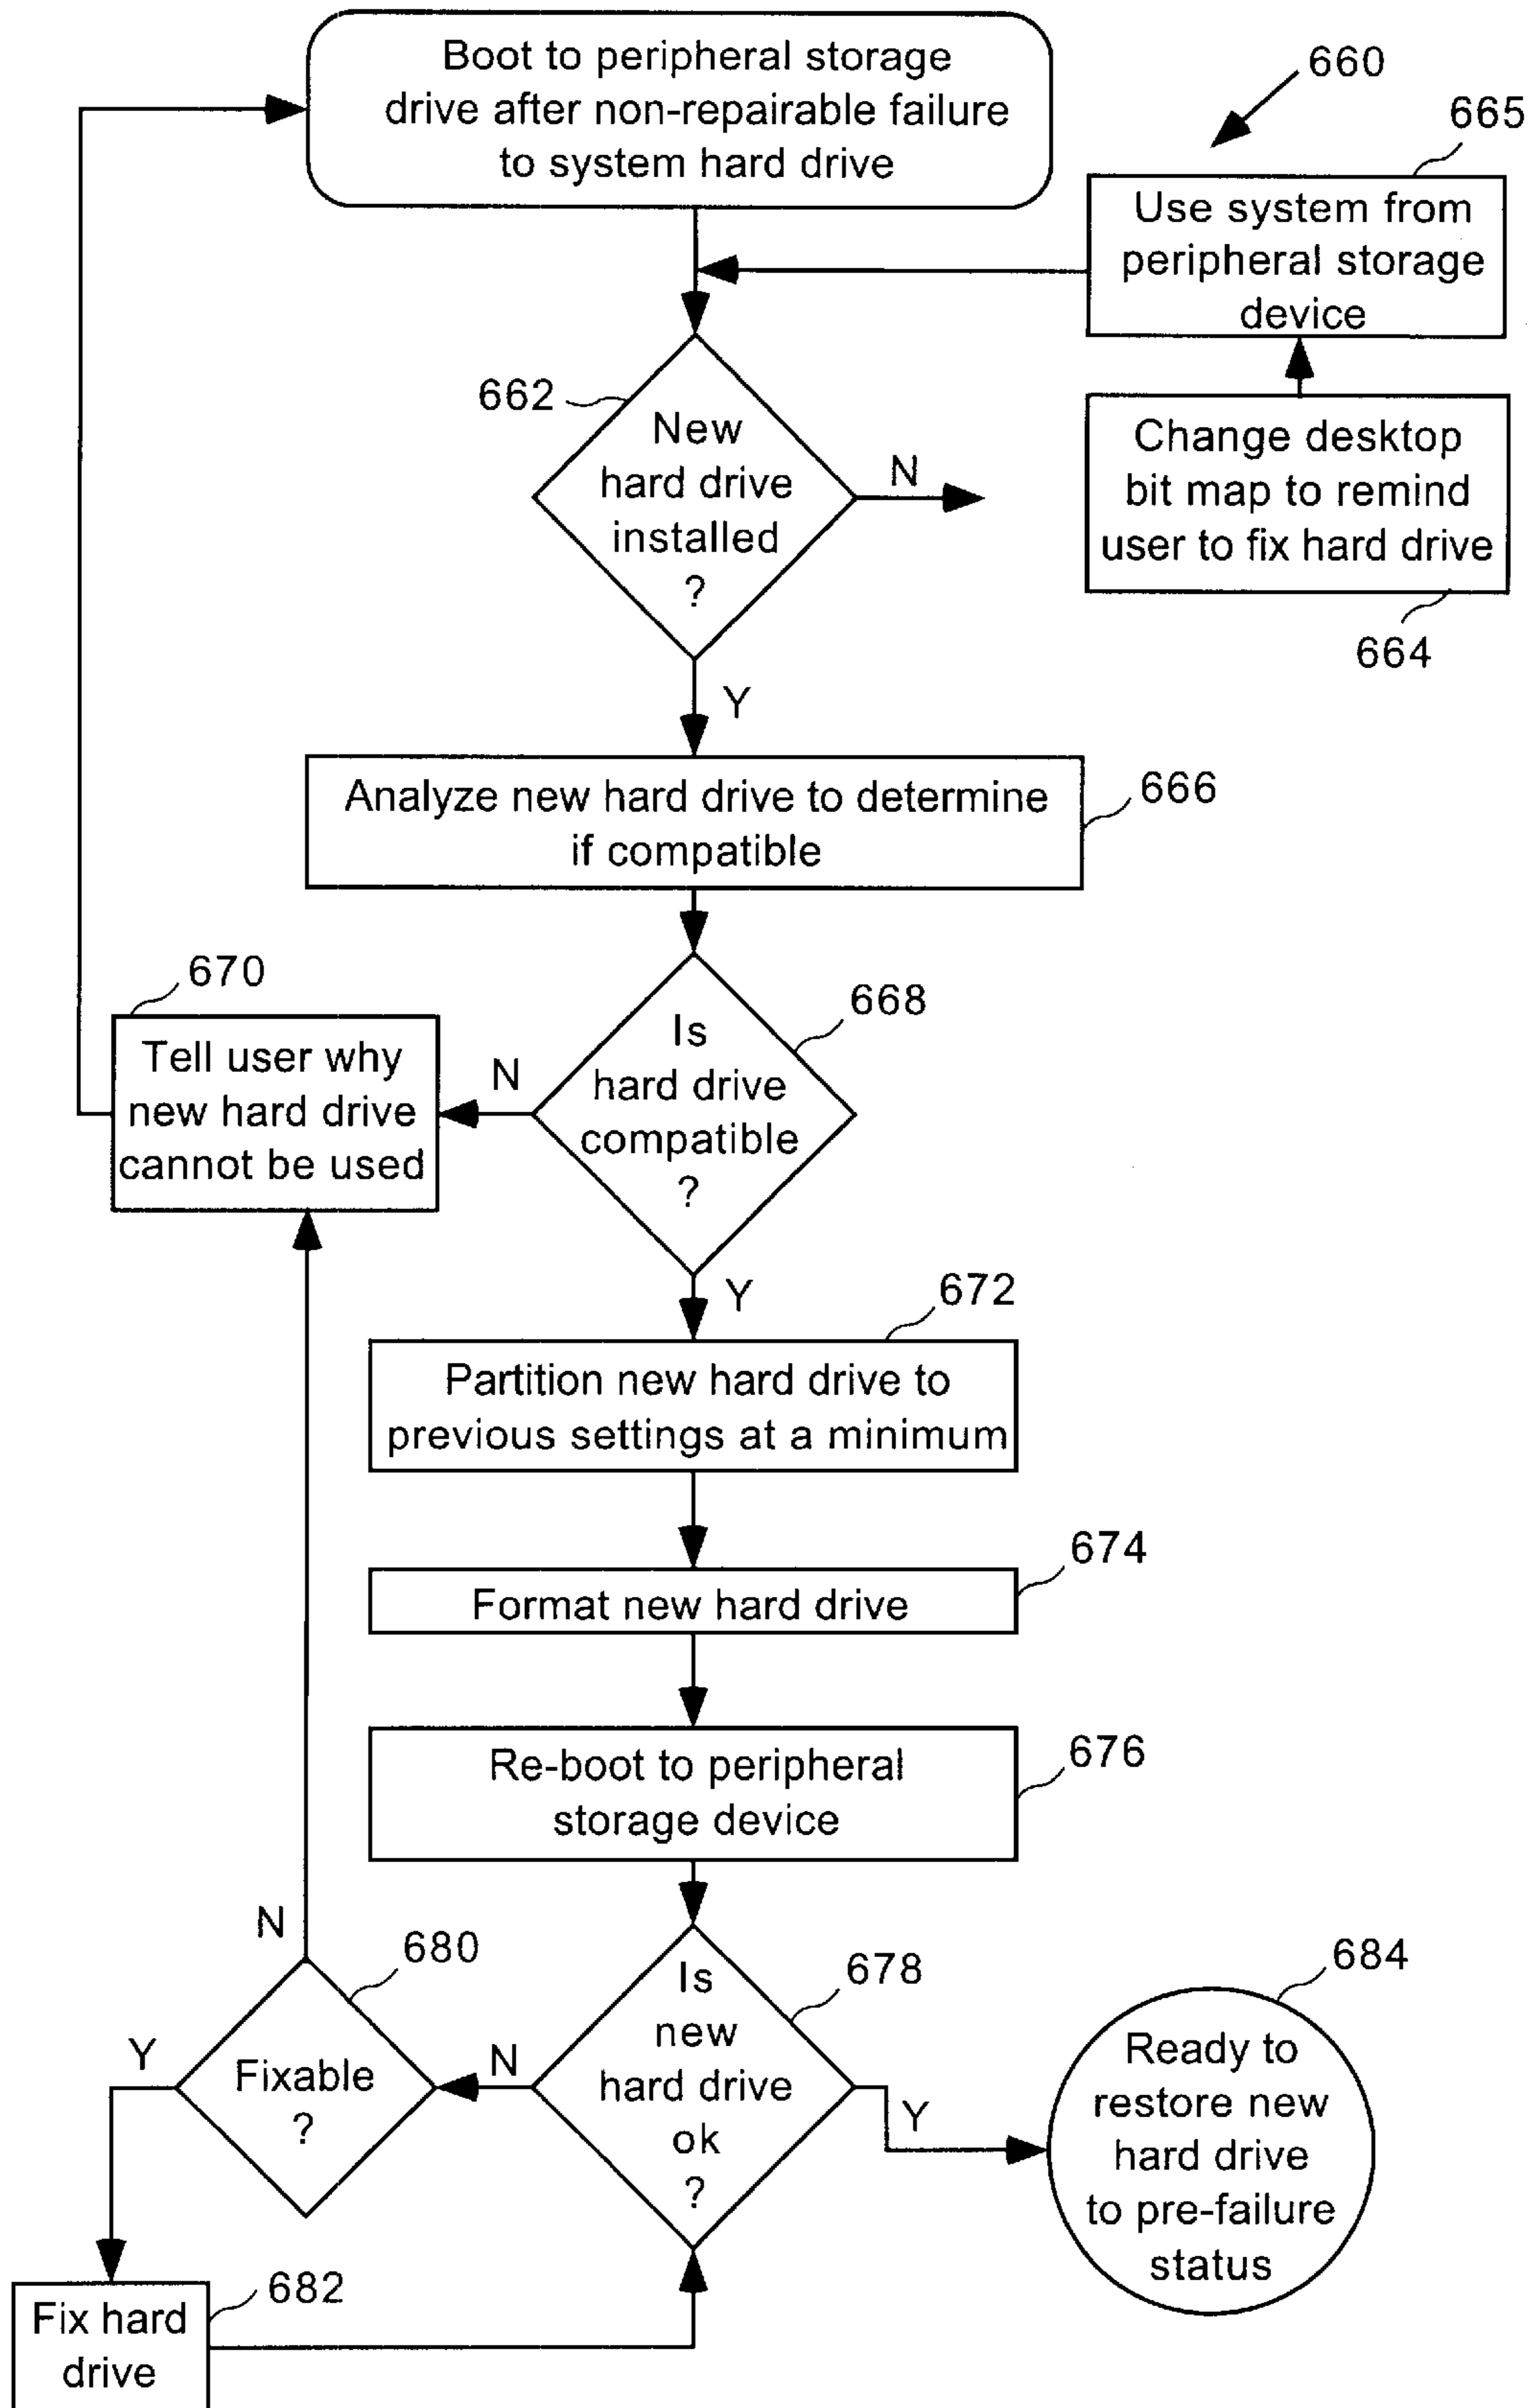 Boot to peripheral storage
drive after non-repairable failure
to system hard drive
660
665
Use system from
peripheral storage
device
662
New
hard drive
installed
?
N
Change desktop
bit map to remind
user to fix hard drive
664
Y
Analyze new hard drive to determine
if compatible
666
670
Tell user why
new hard drive
cannot be used
N
Is
hard drive
compatible
?
668
Y
672
Partition new hard drive to
previous settings at a minimum
674
Format new hard drive
Re-boot to peripheral
storage device
676
N
680
Fixable
?
Y
N
Is
new
hard drive
ok
?
678
Y
684
Ready to
restore new
hard drive
to pre-failure
status
682
Fix hard
drive